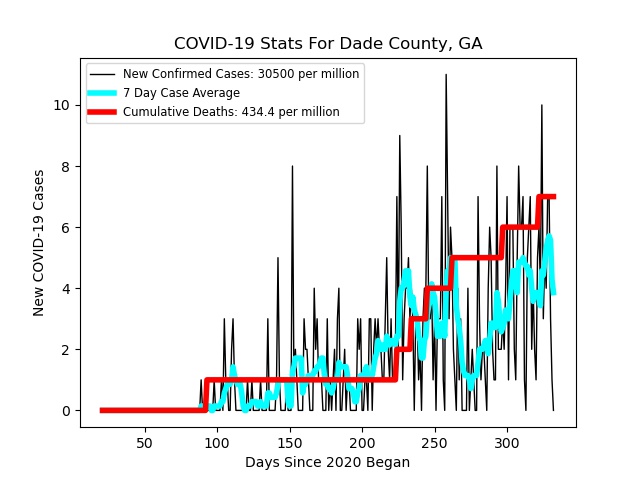 COVID-19 Stats For Dade County, GA
New Confirmed Cases: 30500 per million
7 Day Case Average
Cumulative Deaths: 434.4 per million
New COVID-19 Cases
10
8
6
4
2
0
50 100 150 200 250 300
Days Since 2020 Began